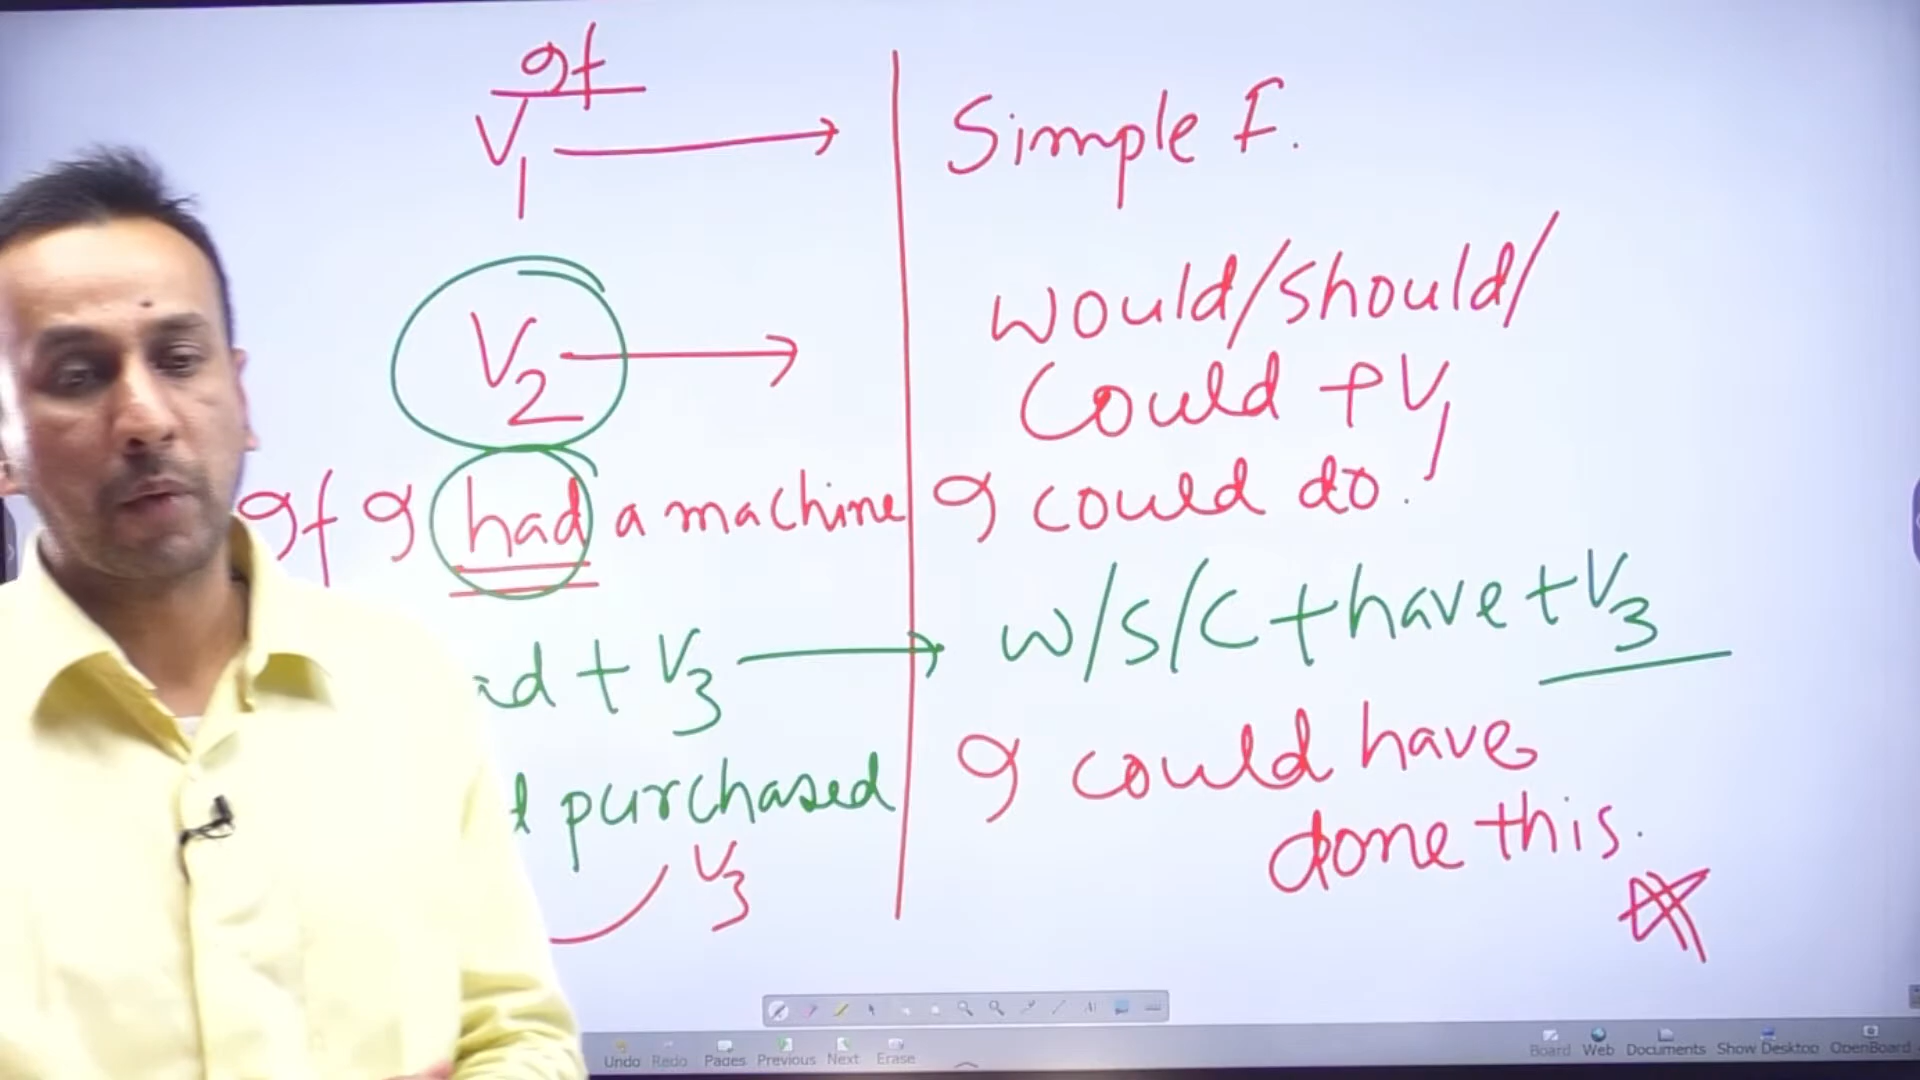 If
V1 → Simple F.
V2 → would/should/
could + V1
If I had a machine I could do.
+ V3 → W/S/C + have + V3
purchased I could have
V3 done this.
Undo Redo Pages Previous Next Erase Board Web Documents Show Desktop OpenBoard